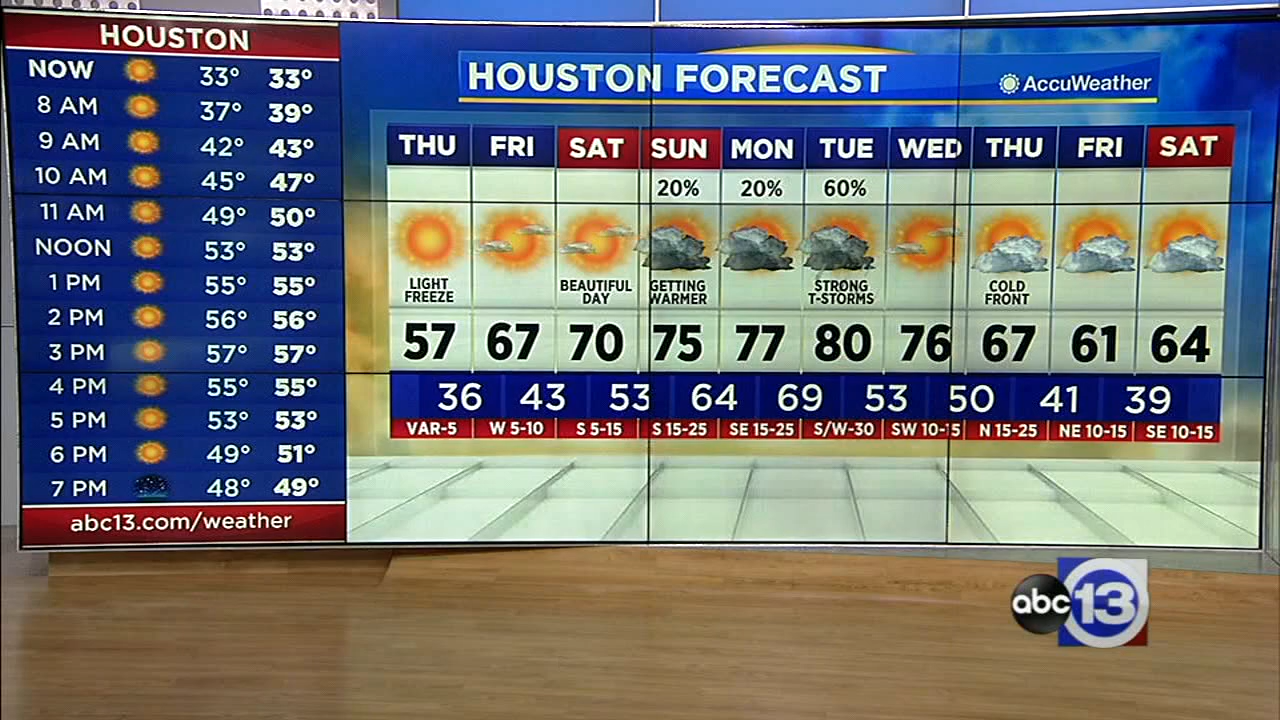 HOUSTON
NOW 33° 33°
8 AM 37° 39°
9 AM 42° 43°
10 AM 45° 47°
11 AM 49° 50°
NOON 53° 53°
1 PM 55° 55°
2 PM 56° 56°
3 PM 57° 57°
4 PM 55° 55°
5 PM 53° 53°
6 PM 49° 51°
7 PM 48° 49°
abc13.com/weather
HOUSTON FORECAST
AccuWeather
THU FRI SAT SUN MON TUE WED THU FRI SAT
20% 20% 60%
LIGHT FREEZE BEAUTIFUL DAY GETTING WARMER STRONG T-STORMS COLD FRONT
57 67 70 75 77 80 76 67 61 64
36 43 53 64 69 53 50 41 39
VAR-5 W 5-10 S 5-15 S 15-25 SE 15-25 S/W-30 SW 10-15 N 15-25 NE 10-15 SE 10-15
abc 13